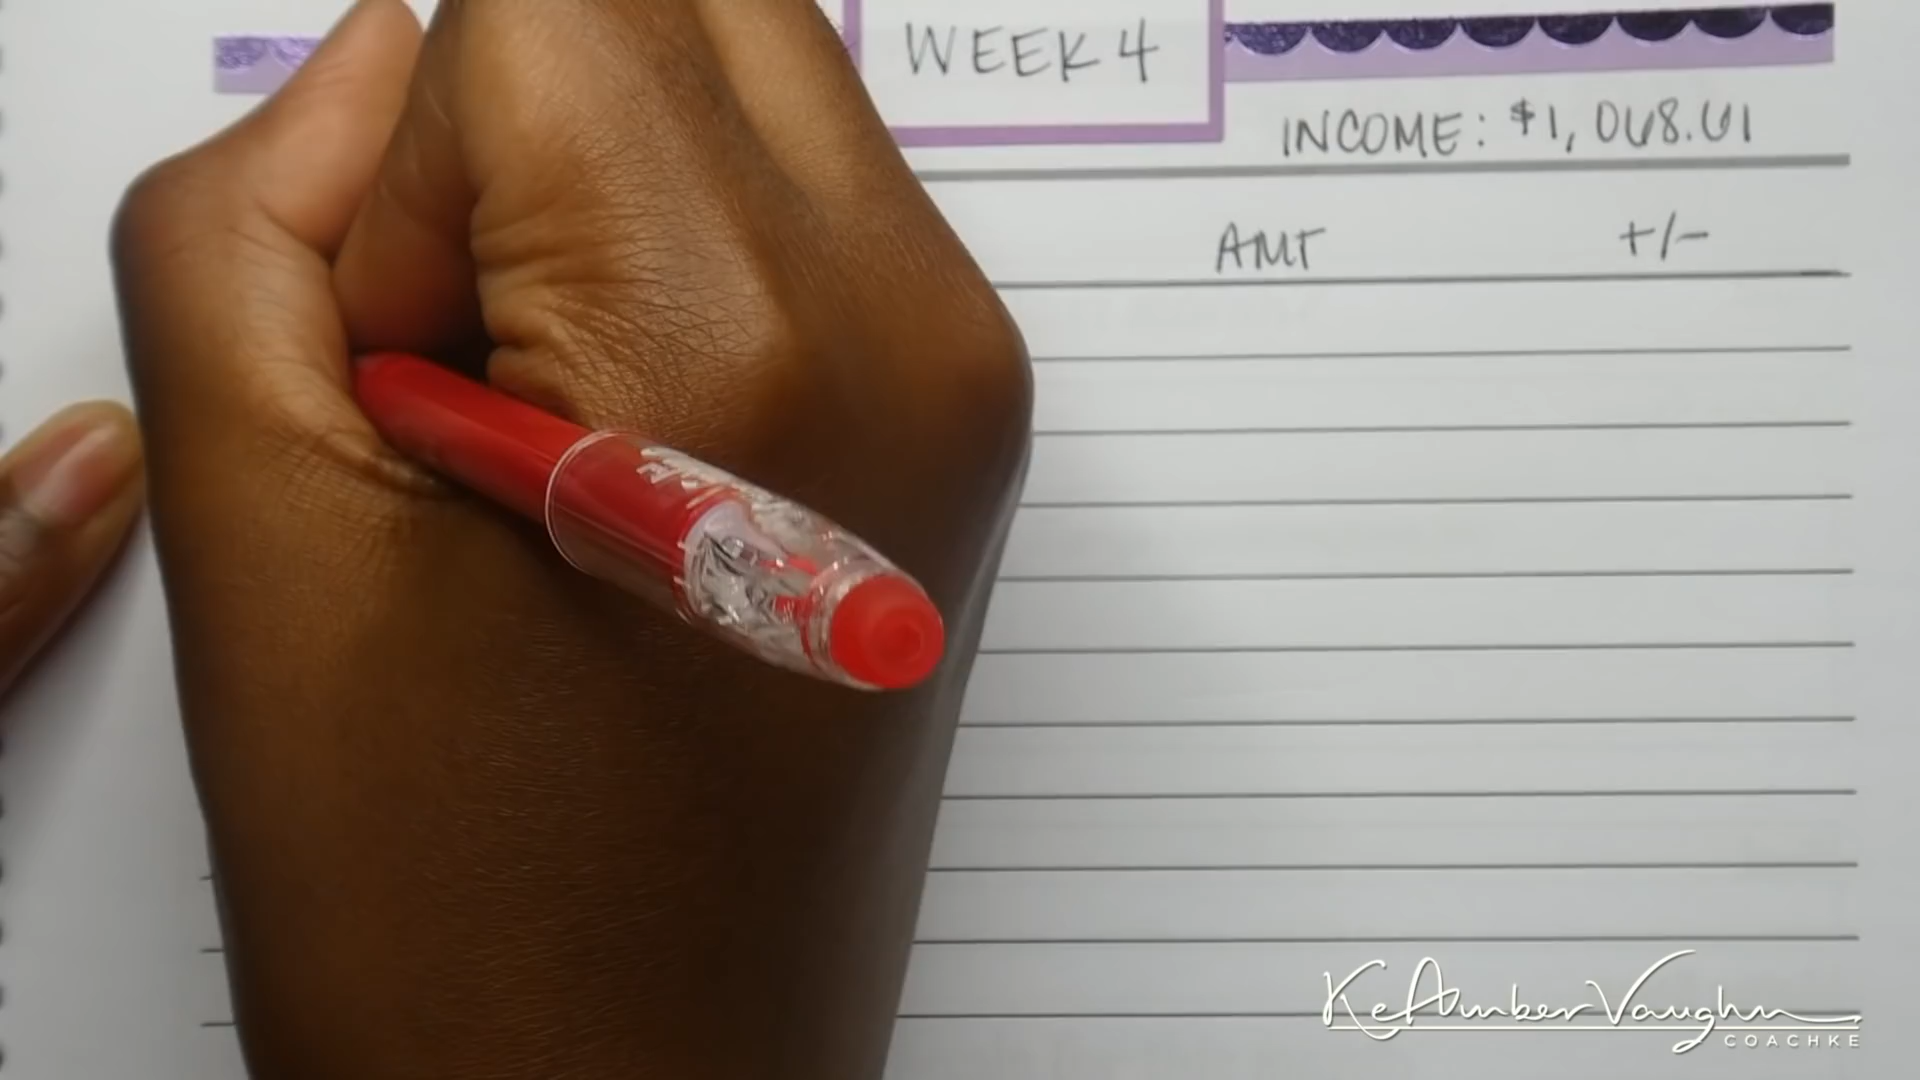 WEEK 4
INCOME: $1,068.61
AMT +/-
KeAmber Vaughn
COACHKE